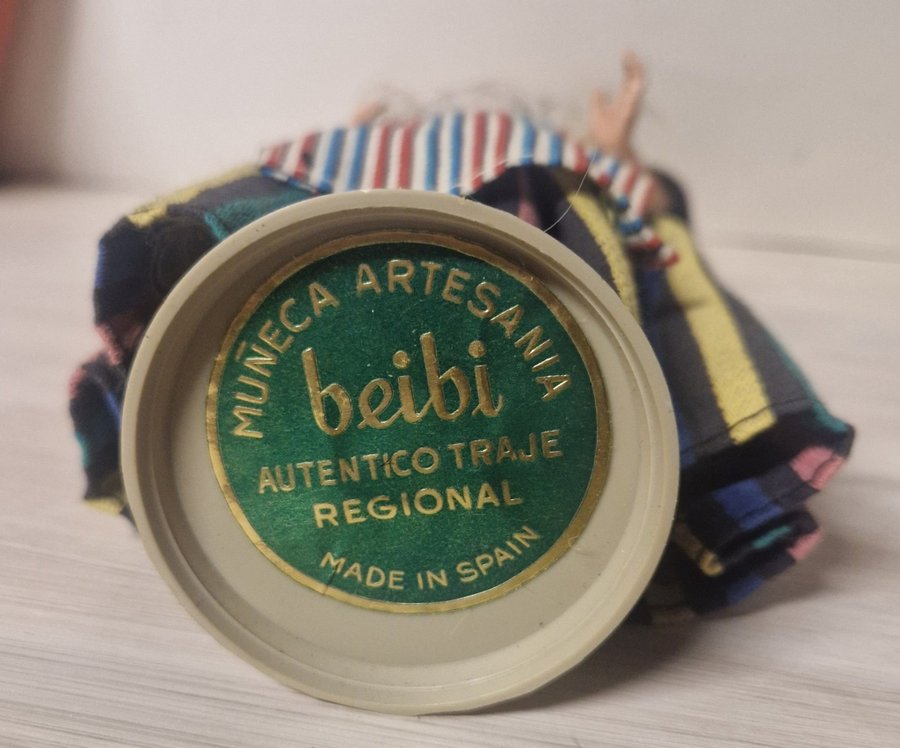 MUÑECA ARTESANIA
beibi
AUTENTICO TRAJE
REGIONAL
MADE IN SPAIN